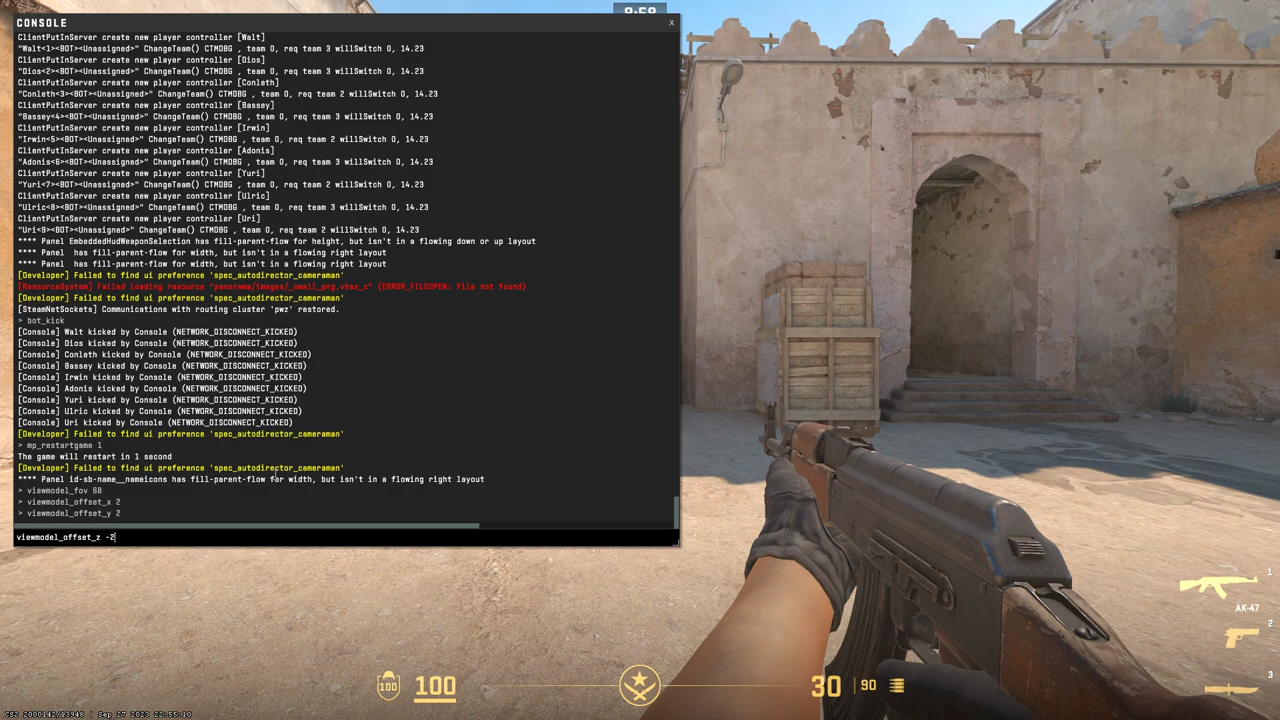 8:58
CONSOLE
X
ClientPutInServer create new player controller [Walt]
"Walt<1><BOT><Unassigned>" ChangeTeam() CTMDBG , team 0, req team 3 willSwitch 0, 14.23
ClientPutInServer create new player controller [Dios]
"Dios<2><BOT><Unassigned>" ChangeTeam() CTMDBG , team 0, req team 3 willSwitch 0, 14.23
ClientPutInServer create new player controller [Conleth]
"Conleth<3><BOT><Unassigned>" ChangeTeam() CTMDBG , team 0, req team 2 willSwitch 0, 14.23
ClientPutInServer create new player controller [Bassey]
"Bassey<4><BOT><Unassigned>" ChangeTeam() CTMDBG , team 0, req team 3 willSwitch 0, 14.23
ClientPutInServer create new player controller [Irwin]
"Irwin<5><BOT><Unassigned>" ChangeTeam() CTMDBG , team 0, req team 2 willSwitch 0, 14.23
ClientPutInServer create new player controller [Adonis]
"Adonis<6><BOT><Unassigned>" ChangeTeam() CTMDBG , team 0, req team 3 willSwitch 0, 14.23
ClientPutInServer create new player controller [Yuri]
"Yuri<7><BOT><Unassigned>" ChangeTeam() CTMDBG , team 0, req team 2 willSwitch 0, 14.23
ClientPutInServer create new player controller [Ulric]
"Ulric<8><BOT><Unassigned>" ChangeTeam() CTMDBG , team 0, req team 3 willSwitch 0, 14.23
ClientPutInServer create new player controller [Uri]
"Uri<9><BOT><Unassigned>" ChangeTeam() CTMDBG , team 0, req team 2 willSwitch 0, 14.23
**** Panel EmbeddedHudWeaponSelection has fill-parent-flow for height, but isn't in a flowing down or up layout
**** Panel  has fill-parent-flow for width, but isn't in a flowing right layout
**** Panel  has fill-parent-flow for width, but isn't in a flowing right layout
[Developer] Failed to find ui preference 'spec_autodirector_cameraman'
[ResourceSystem] Failed loading resource "panorama/images/_small_png.vtex_c" (ERROR_FILEOPEN: File not found)
[Developer] Failed to find ui preference 'spec_autodirector_cameraman'
[SteamNetSockets] Communications with routing cluster 'pwz' restored.
> bot_kick
[Console] Walt kicked by Console (NETWORK_DISCONNECT_KICKED)
[Console] Dios kicked by Console (NETWORK_DISCONNECT_KICKED)
[Console] Conleth kicked by Console (NETWORK_DISCONNECT_KICKED)
[Console] Bassey kicked by Console (NETWORK_DISCONNECT_KICKED)
[Console] Irwin kicked by Console (NETWORK_DISCONNECT_KICKED)
[Console] Adonis kicked by Console (NETWORK_DISCONNECT_KICKED)
[Console] Yuri kicked by Console (NETWORK_DISCONNECT_KICKED)
[Console] Ulric kicked by Console (NETWORK_DISCONNECT_KICKED)
[Console] Uri kicked by Console (NETWORK_DISCONNECT_KICKED)
[Developer] Failed to find ui preference 'spec_autodirector_cameraman'
> mp_restartgame 1
The game will restart in 1 second
[Developer] Failed to find ui preference 'spec_autodirector_cameraman'
**** Panel id-sb-name__nameicons has fill-parent-flow for width, but isn't in a flowing right layout
> viewmodel_fov 68
> viewmodel_offset_x 2
> viewmodel_offset_y 2
viewmodel_offset_z -2
1
AK-47
2
3
100 100
30 90
CS2 2000142/13948 | Sep 27 2023 22:55:10